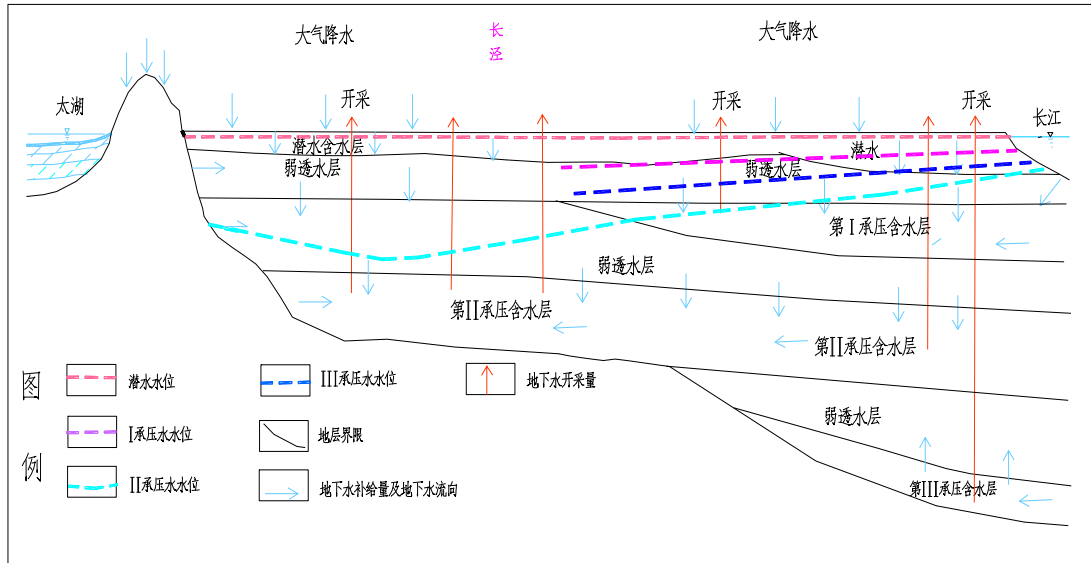 大气降水
长
泾
大气降水
太湖
开采
开采
开采
长江
潜水含水层
潜水
弱透水层
弱透水层
第I承压含水层
弱透水层
第II承压含水层
第II承压含水层
弱透水层
第III承压含水层
图
例
潜水水位
III承压水水位
地下水开采量
I承压水水位
地层界限
II承压水水位
地下水补给量及地下水流向